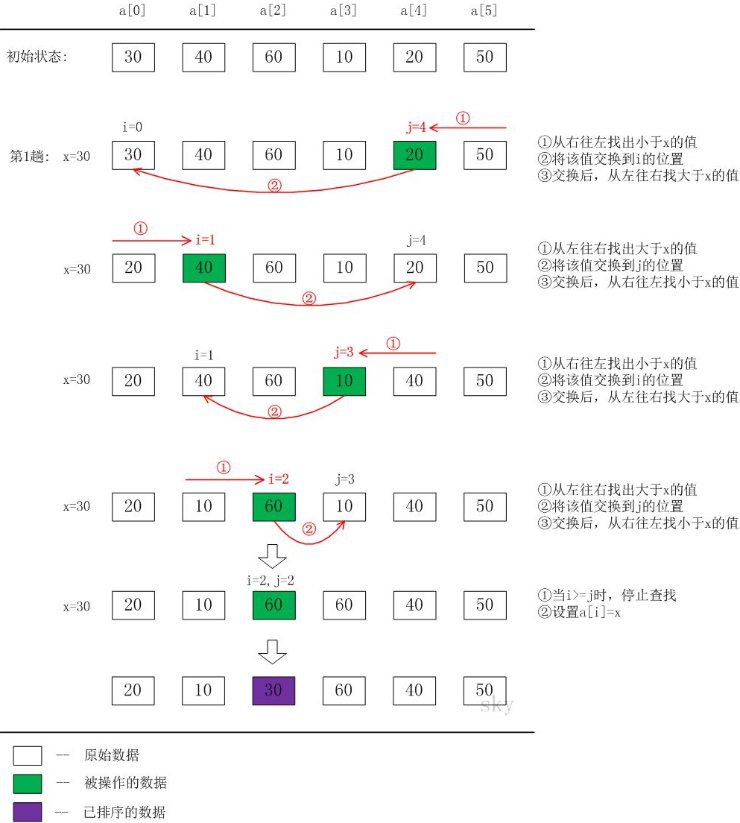 a[0] a[1] a[2] a[3] a[4] a[5]
初始状态: 30 40 60 10 20 50
i=0 j=4 ①
第1趟: x=30 30 40 60 10 20 50
②
①从右往左找出小于x的值
②将该值交换到i的位置
③交换后，从左往右找大于x的值
① i=1 j=4
x=30 20 40 60 10 20 50
②
①从左往右找出大于x的值
②将该值交换到j的位置
③交换后，从右往左找小于x的值
i=1 j=3 ①
x=30 20 40 60 10 40 50
②
①从右往左找出小于x的值
②将该值交换到i的位置
③交换后，从左往右找大于x的值
① i=2 j=3
x=30 20 10 60 10 40 50
②
①从左往右找出大于x的值
②将该值交换到j的位置
③交换后，从右往左找小于x的值
i=2, j=2
x=30 20 10 60 60 40 50
①当i>=j时，停止查找
②设置a[i]=x
20 10 30 60 40 50
sky
-- 原始数据
-- 被操作的数据
-- 已排序的数据